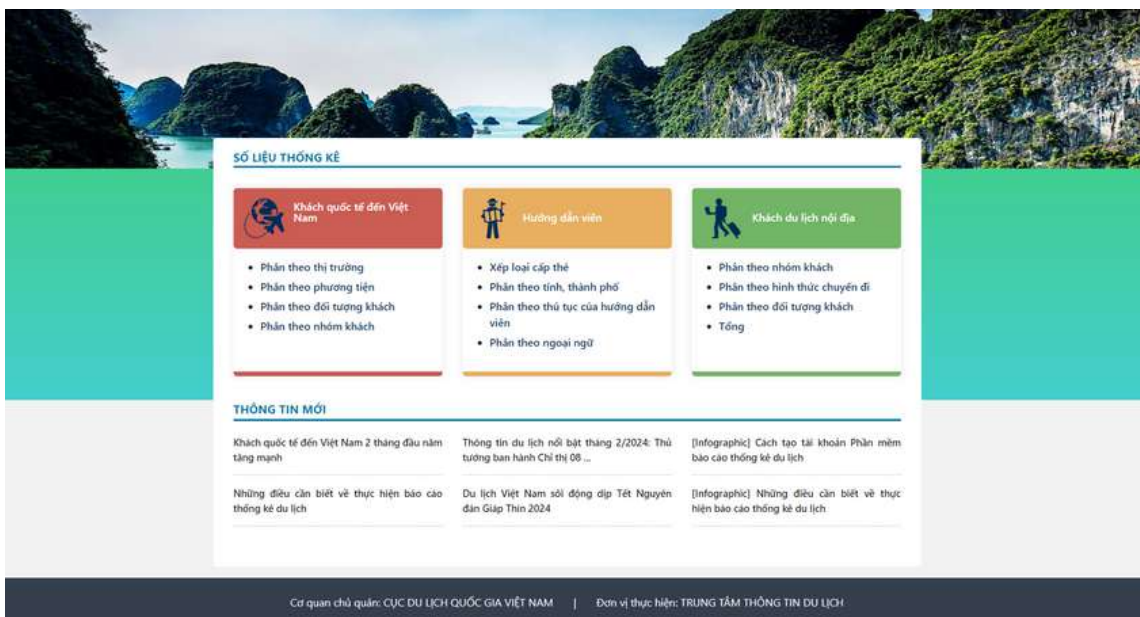 SỐ LIỆU THỐNG KÊ
Khách quốc tế đến Việt
Nam
Hướng dẫn viên
Khách du lịch nội địa
• Phân theo thị trường
• Phân theo phương tiện
• Phân theo đối tượng khách
• Phân theo nhóm khách
• Xếp loại cấp thẻ
• Phân theo tỉnh, thành phố
• Phân theo thủ tục của hướng dẫn
viên
• Phân theo ngoại ngữ
• Phân theo nhóm khách
• Phân theo hình thức chuyến đi
• Phân theo đối tượng khách
• Tổng
THÔNG TIN MỚI
Khách quốc tế đến Việt Nam 2 tháng đầu năm
tăng mạnh
Thông tin du lịch nổi bật tháng 2/2024: Thủ
tướng ban hành Chỉ thị 08 ...
[Infographic] Cách tạo tài khoản Phần mềm
báo cáo thống kê du lịch
Những điều cần biết về thực hiện báo cáo
thống kê du lịch
Du lịch Việt Nam sôi động dịp Tết Nguyên
đán Giáp Thìn 2024
[Infographic] Những điều cần biết về thực
hiện báo cáo thống kê du lịch
Cơ quan chủ quản: CỤC DU LỊCH QUỐC GIA VIỆT NAM | Đơn vị thực hiện: TRUNG TÂM THÔNG TIN DU LỊCH